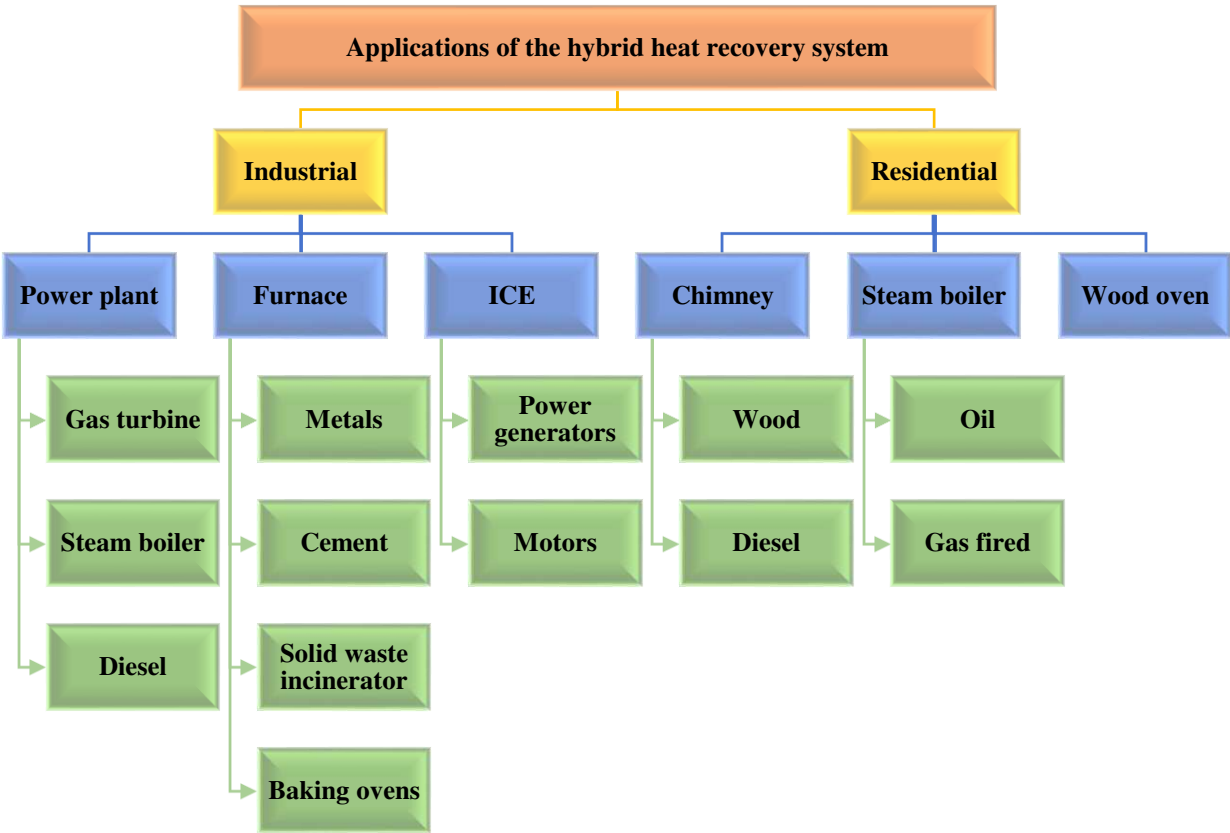 Applications of the hybrid heat recovery system
Industrial
Residential
Power plant
Furnace
ICE
Chimney
Steam boiler
Wood oven
Gas turbine
Metals
Power
generators
Wood
Oil
Steam boiler
Cement
Motors
Diesel
Gas fired
Diesel
Solid waste
incinerator
Baking ovens